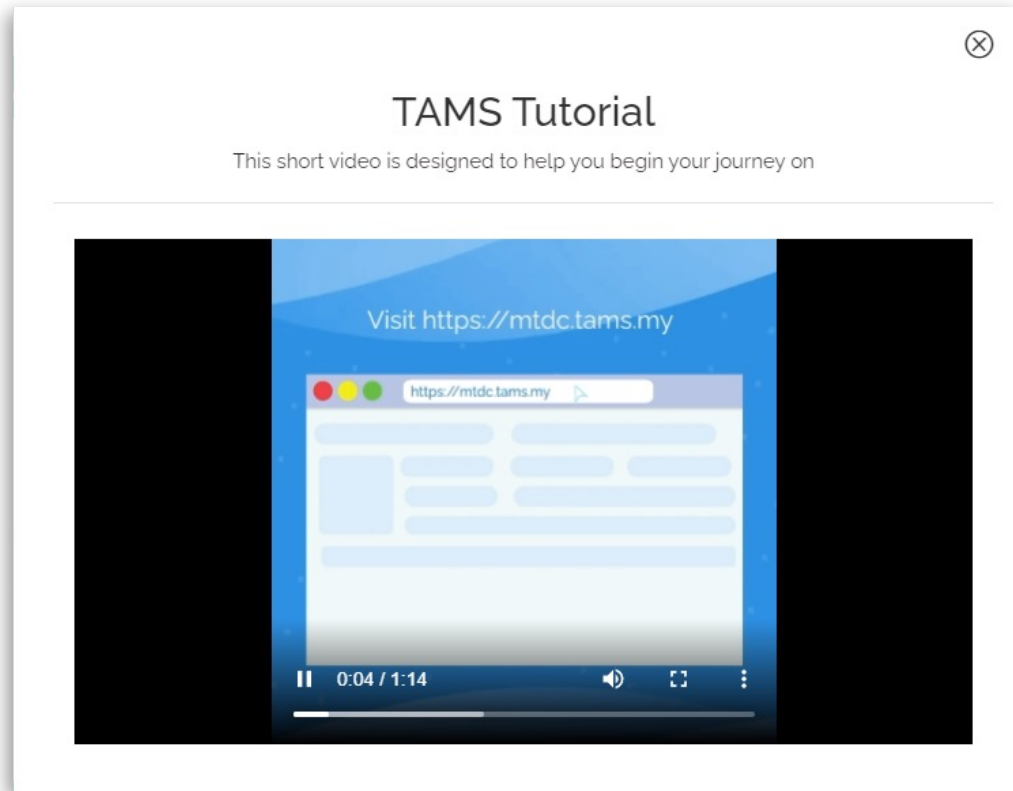 TAMS Tutorial
This short video is designed to help you begin your journey on
Visit https://mtdc.tams.my
https://mtdc.tams.my
0:04 / 1:14